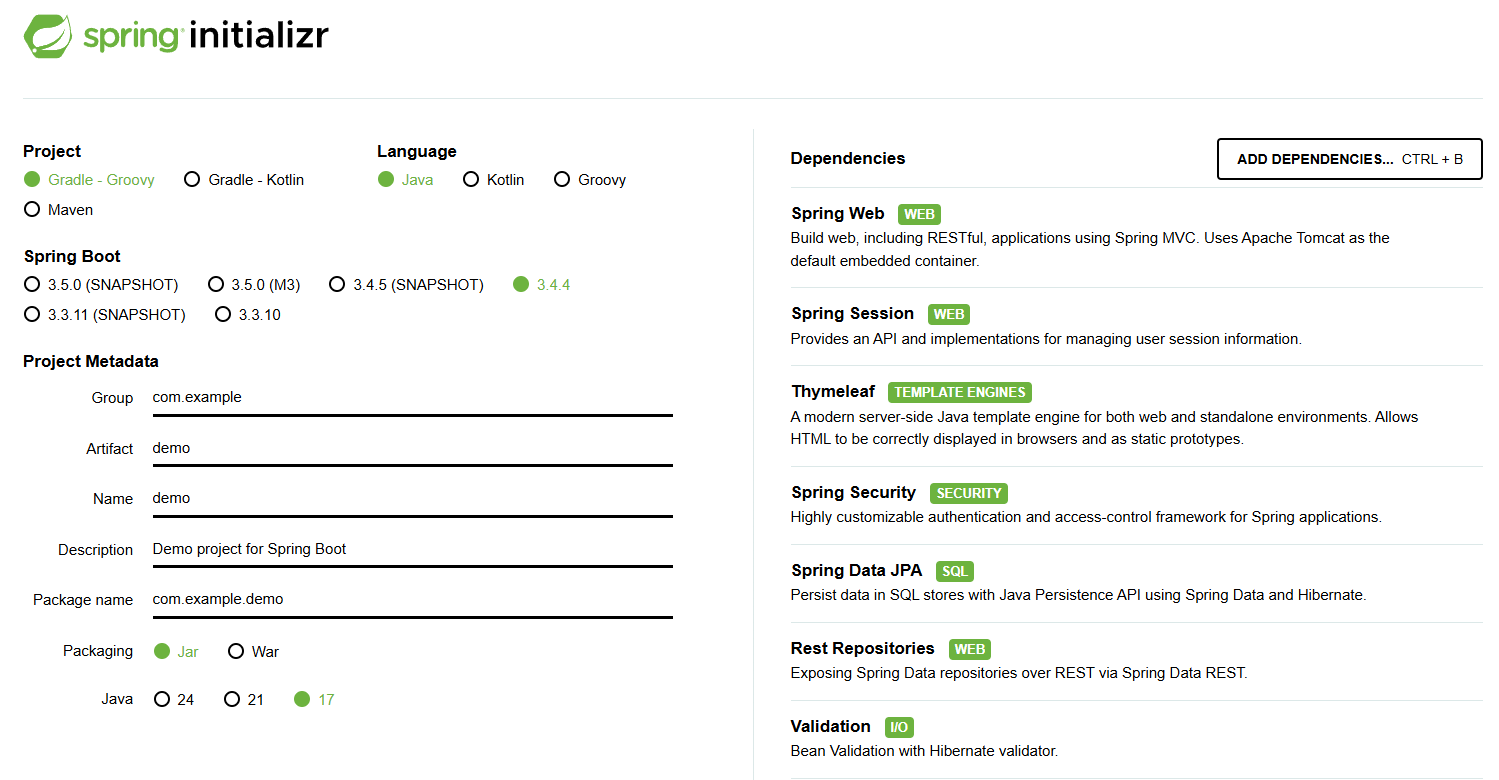 spring initializr
Project
Gradle - Groovy
Gradle - Kotlin
Maven
Language
Java
Kotlin
Groovy
Spring Boot
3.5.0 (SNAPSHOT)
3.5.0 (M3)
3.4.5 (SNAPSHOT)
3.4.4
3.3.11 (SNAPSHOT)
3.3.10
Project Metadata
Group com.example
Artifact demo
Name demo
Description Demo project for Spring Boot
Package name com.example.demo
Packaging Jar War
Java 24 21 17
Dependencies
ADD DEPENDENCIES... CTRL + B
Spring Web WEB
Build web, including RESTful, applications using Spring MVC. Uses Apache Tomcat as the
default embedded container.
Spring Session WEB
Provides an API and implementations for managing user session information.
Thymeleaf TEMPLATE ENGINES
A modern server-side Java template engine for both web and standalone environments. Allows
HTML to be correctly displayed in browsers and as static prototypes.
Spring Security SECURITY
Highly customizable authentication and access-control framework for Spring applications.
Spring Data JPA SQL
Persist data in SQL stores with Java Persistence API using Spring Data and Hibernate.
Rest Repositories WEB
Exposing Spring Data repositories over REST via Spring Data REST.
Validation I/O
Bean Validation with Hibernate validator.